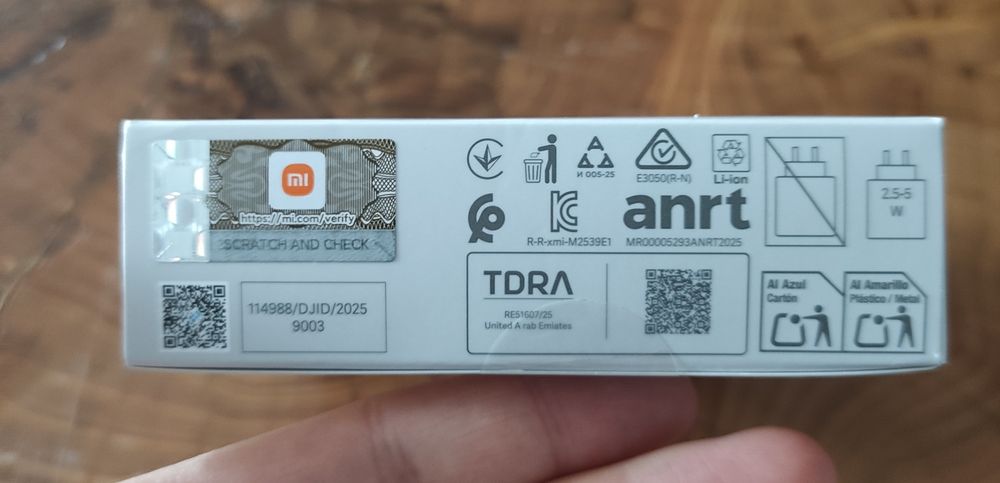 mi
https://mi.com/verify
SCRATCH AND CHECK
114988/DJID/2025
9003
И 005-25
E3050(R-N)
Li-ion
R-R-xmi-M2539E1
anrt
MR00005293ANRT2025
TDRA
RE51607/25
United A rab Emiates
2.5-5
W
Al Azul
Cartón
Al Amarillo
Plástico / Metal